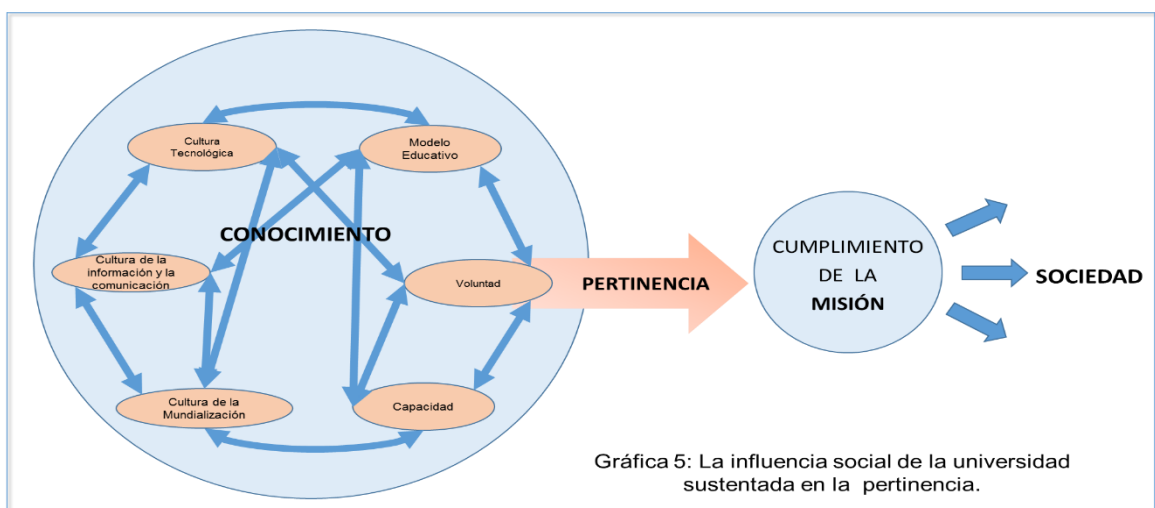 Cultura
Tecnológica
Modelo
Educativo
CONOCIMIENTO
Cultura de la
información y la
comunicación
Voluntad
Cultura de la
Mundialización
Capacidad
PERTINENCIA
CUMPLIMIENTO
DE LA
MISIÓN
SOCIEDAD
Gráfica 5: La influencia social de la universidad
sustentada en la pertinencia.